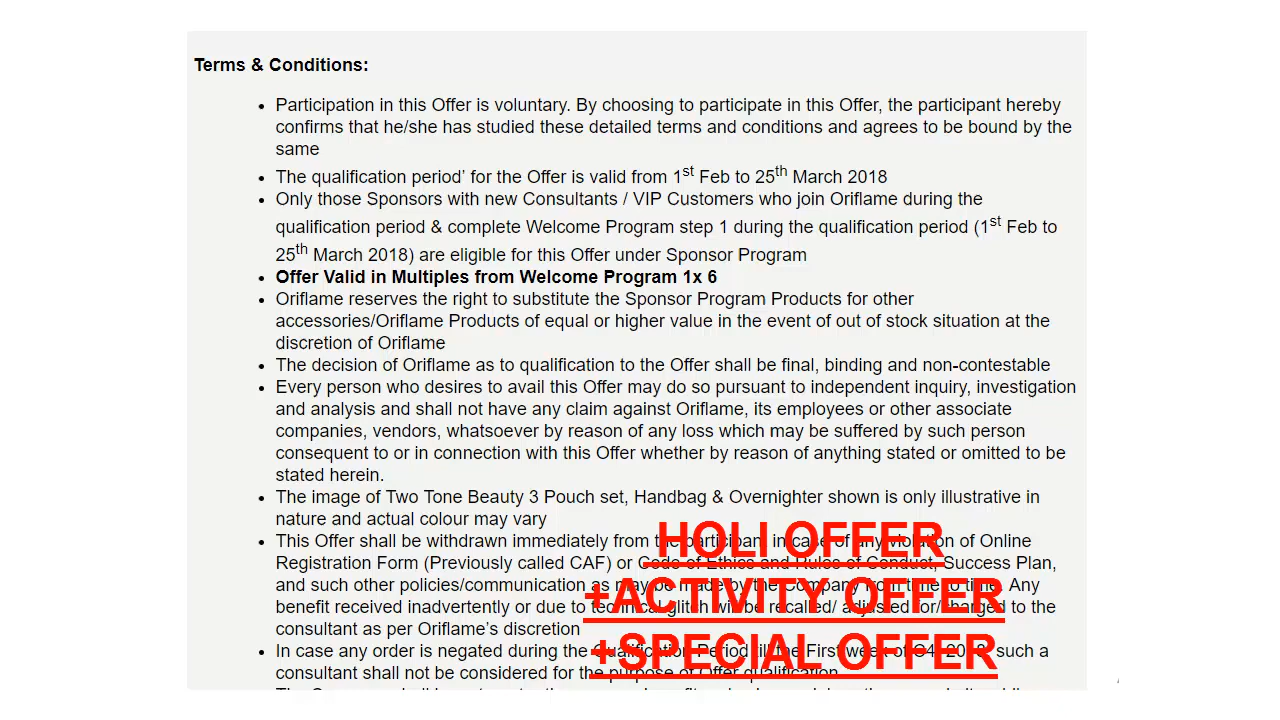 Terms & Conditions:
Participation in this Offer is voluntary. By choosing to participate in this Offer, the participant hereby
confirms that he/she has studied these detailed terms and conditions and agrees to be bound by the
same
The qualification period' for the Offer is valid from 1st Feb to 25th March 2018
Only those Sponsors with new Consultants / VIP Customers who join Oriflame during the
qualification period & complete Welcome Program step 1 during the qualification period (1st Feb to
25th March 2018) are eligible for this Offer under Sponsor Program
Offer Valid in Multiples from Welcome Program 1x 6
Oriflame reserves the right to substitute the Sponsor Program Products for other
accessories/Oriflame Products of equal or higher value in the event of out of stock situation at the
discretion of Oriflame
The decision of Oriflame as to qualification to the Offer shall be final, binding and non-contestable
Every person who desires to avail this Offer may do so pursuant to independent inquiry, investigation
and analysis and shall not have any claim against Oriflame, its employees or other associate
companies, vendors, whatsoever by reason of any loss which may be suffered by such person
consequent to or in connection with this Offer whether by reason of anything stated or omitted to be
stated herein.
The image of Two Tone Beauty 3 Pouch set, Handbag & Overnighter shown is only illustrative in
nature and actual colour may vary
This Offer shall be withdrawn immediately from the participant in case of any violation of Online
Registration Form (Previously called CAF) or Code of Ethics and Rules of Conduct, Success Plan,
and such other policies/communication as may be made by the Company from time to time. Any
benefit received inadvertently or due to technical glitch will be recalled/ adjusted /or/charged to the
consultant as per Oriflame's discretion
In case any order is negated during the Qualification Period till the First week of such a
consultant shall not be considered for the purpose of Offer qualification
HOLI OFFER
+ACTIVITY OFFER
+SPECIAL OFFER